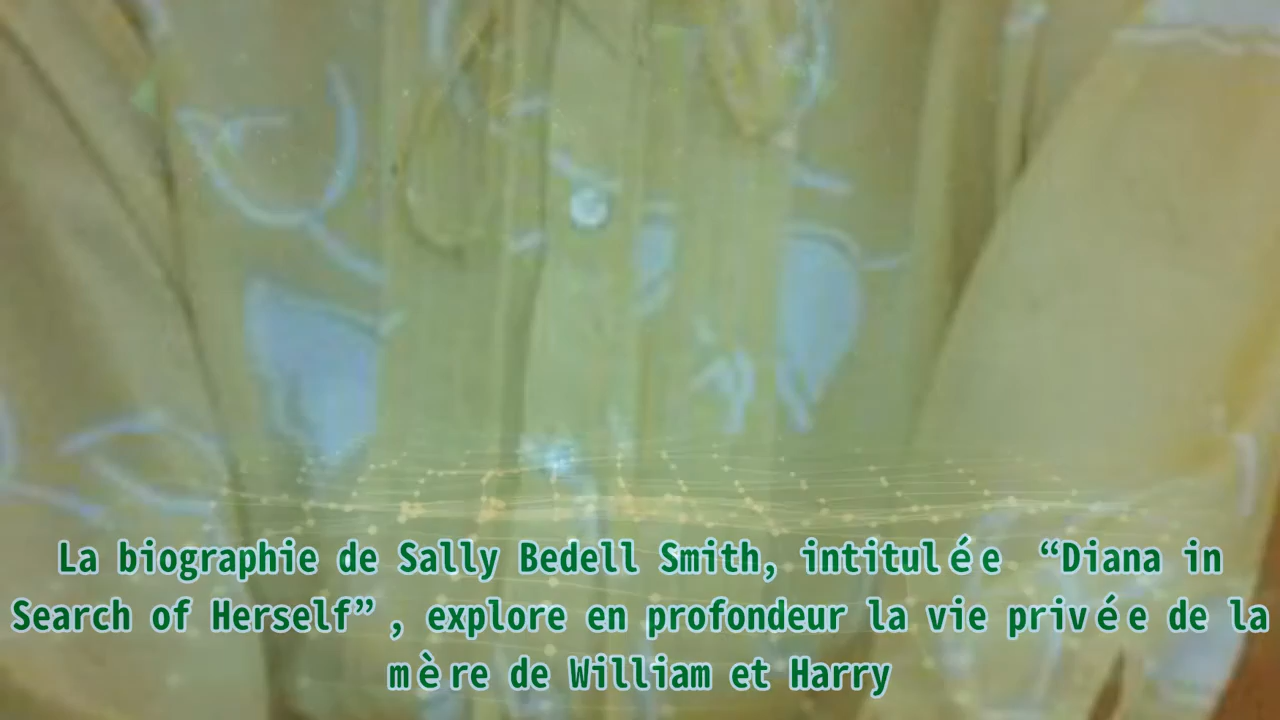 La biographie de Sally Bedell Smith, intitulée “Diana in
Search of Herself”, explore en profondeur la vie privée de la
mère de William et Harry